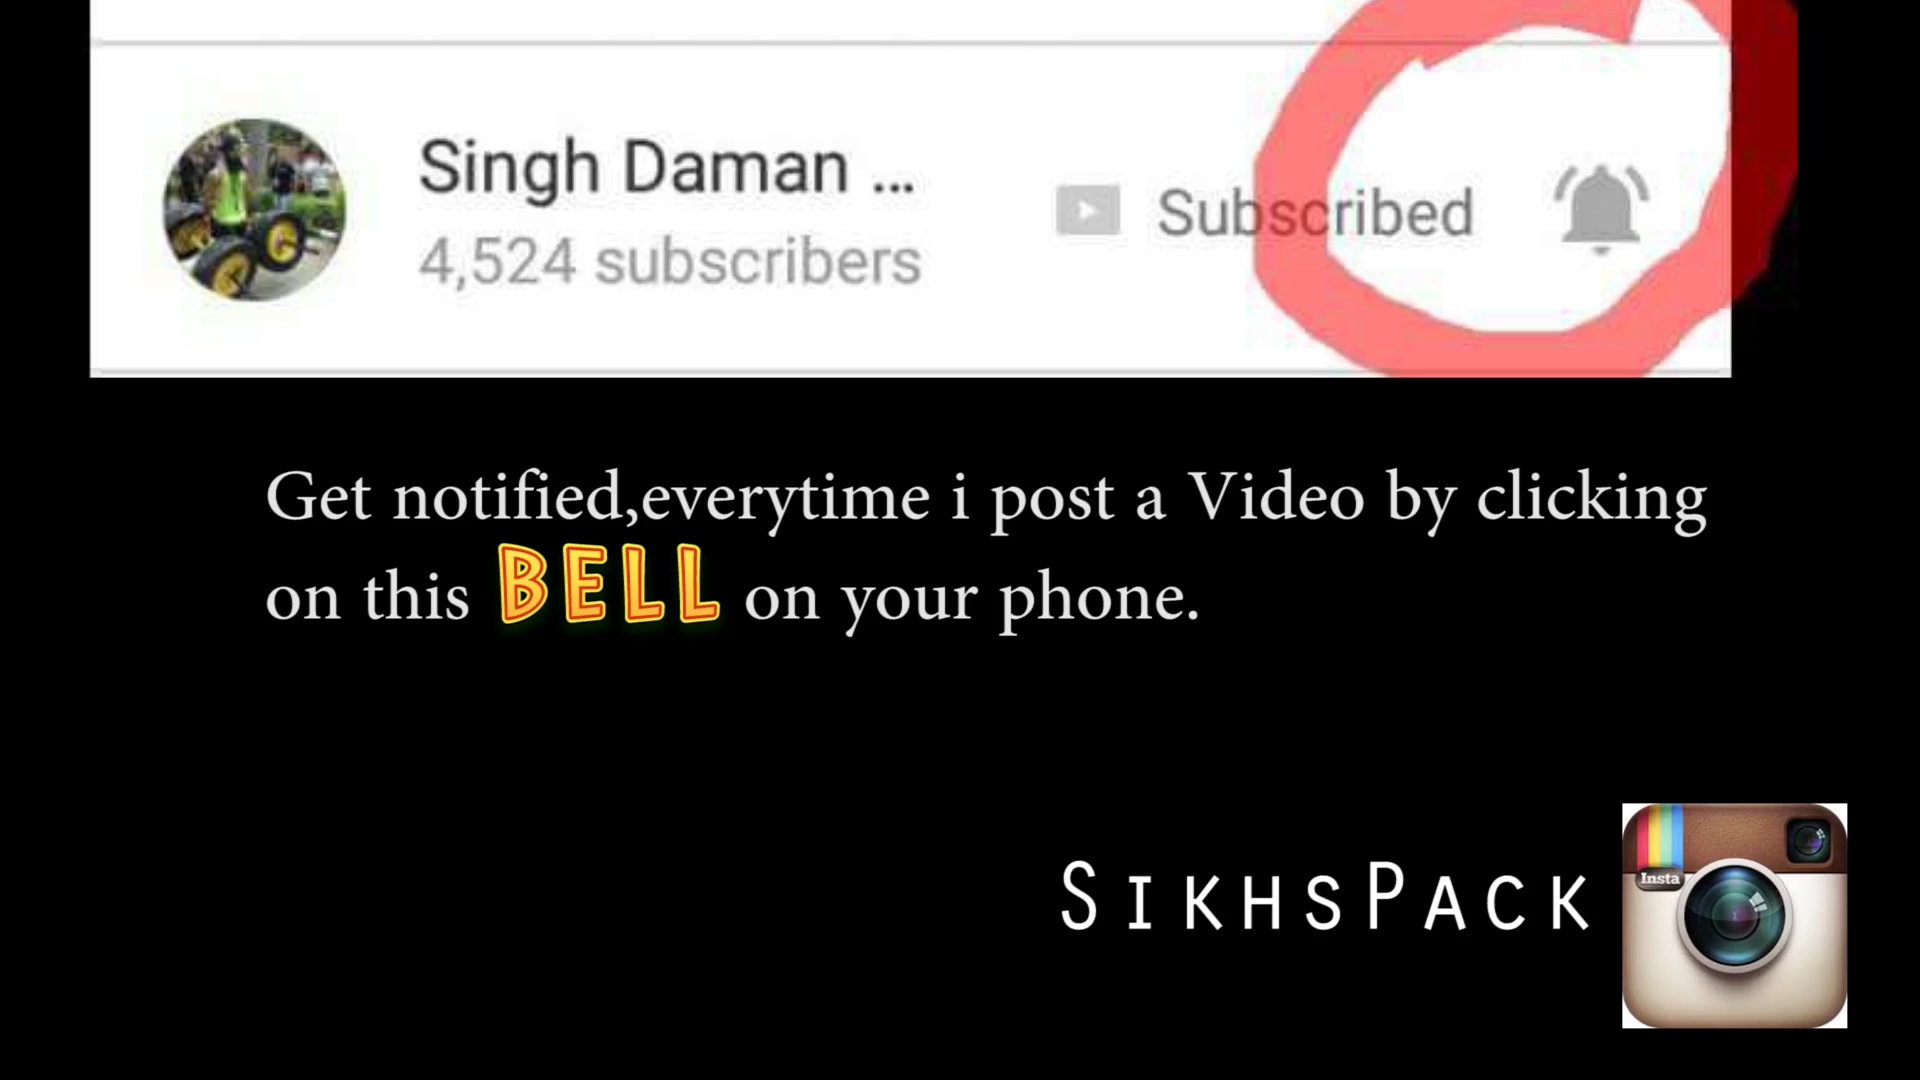 Singh Daman ...
4,524 subscribers
Subscribed
Get notified,everytime i post a Video by clicking
on this BELL on your phone.
SIKHSPACK
Insta